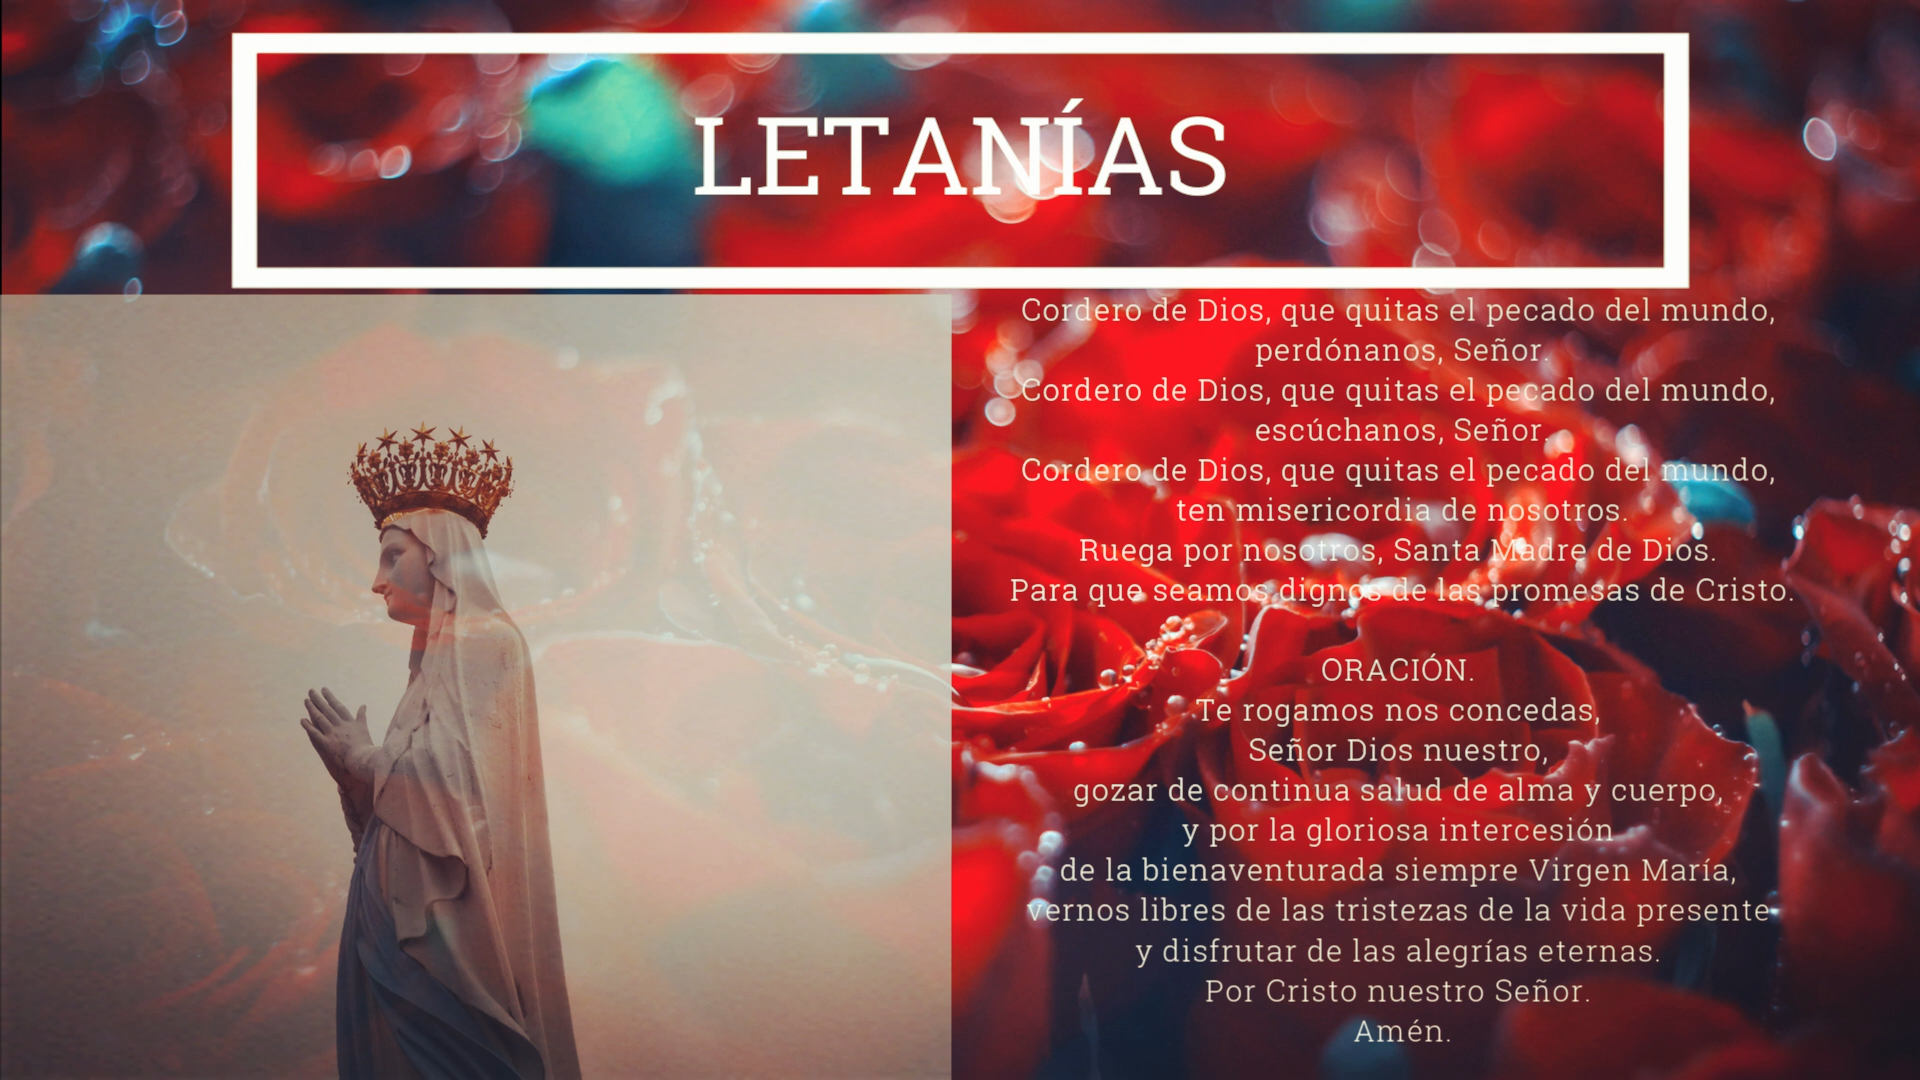 LETANÍAS
Cordero de Dios, que quitas el pecado del mundo,
perdónanos, Señor.
Cordero de Dios, que quitas el pecado del mundo,
escúchanos, Señor.
Cordero de Dios, que quitas el pecado del mundo,
ten misericordia de nosotros.
Ruega por nosotros, Santa Madre de Dios.
Para que seamos dignos de las promesas de Cristo.
ORACIÓN.
Te rogamos nos concedas,
Señor Dios nuestro,
gozar de continua salud de alma y cuerpo,
y por la gloriosa intercesión
de la bienaventurada siempre Virgen María,
vernos libres de las tristezas de la vida presente
y disfrutar de las alegrías eternas.
Por Cristo nuestro Señor.
Amén.